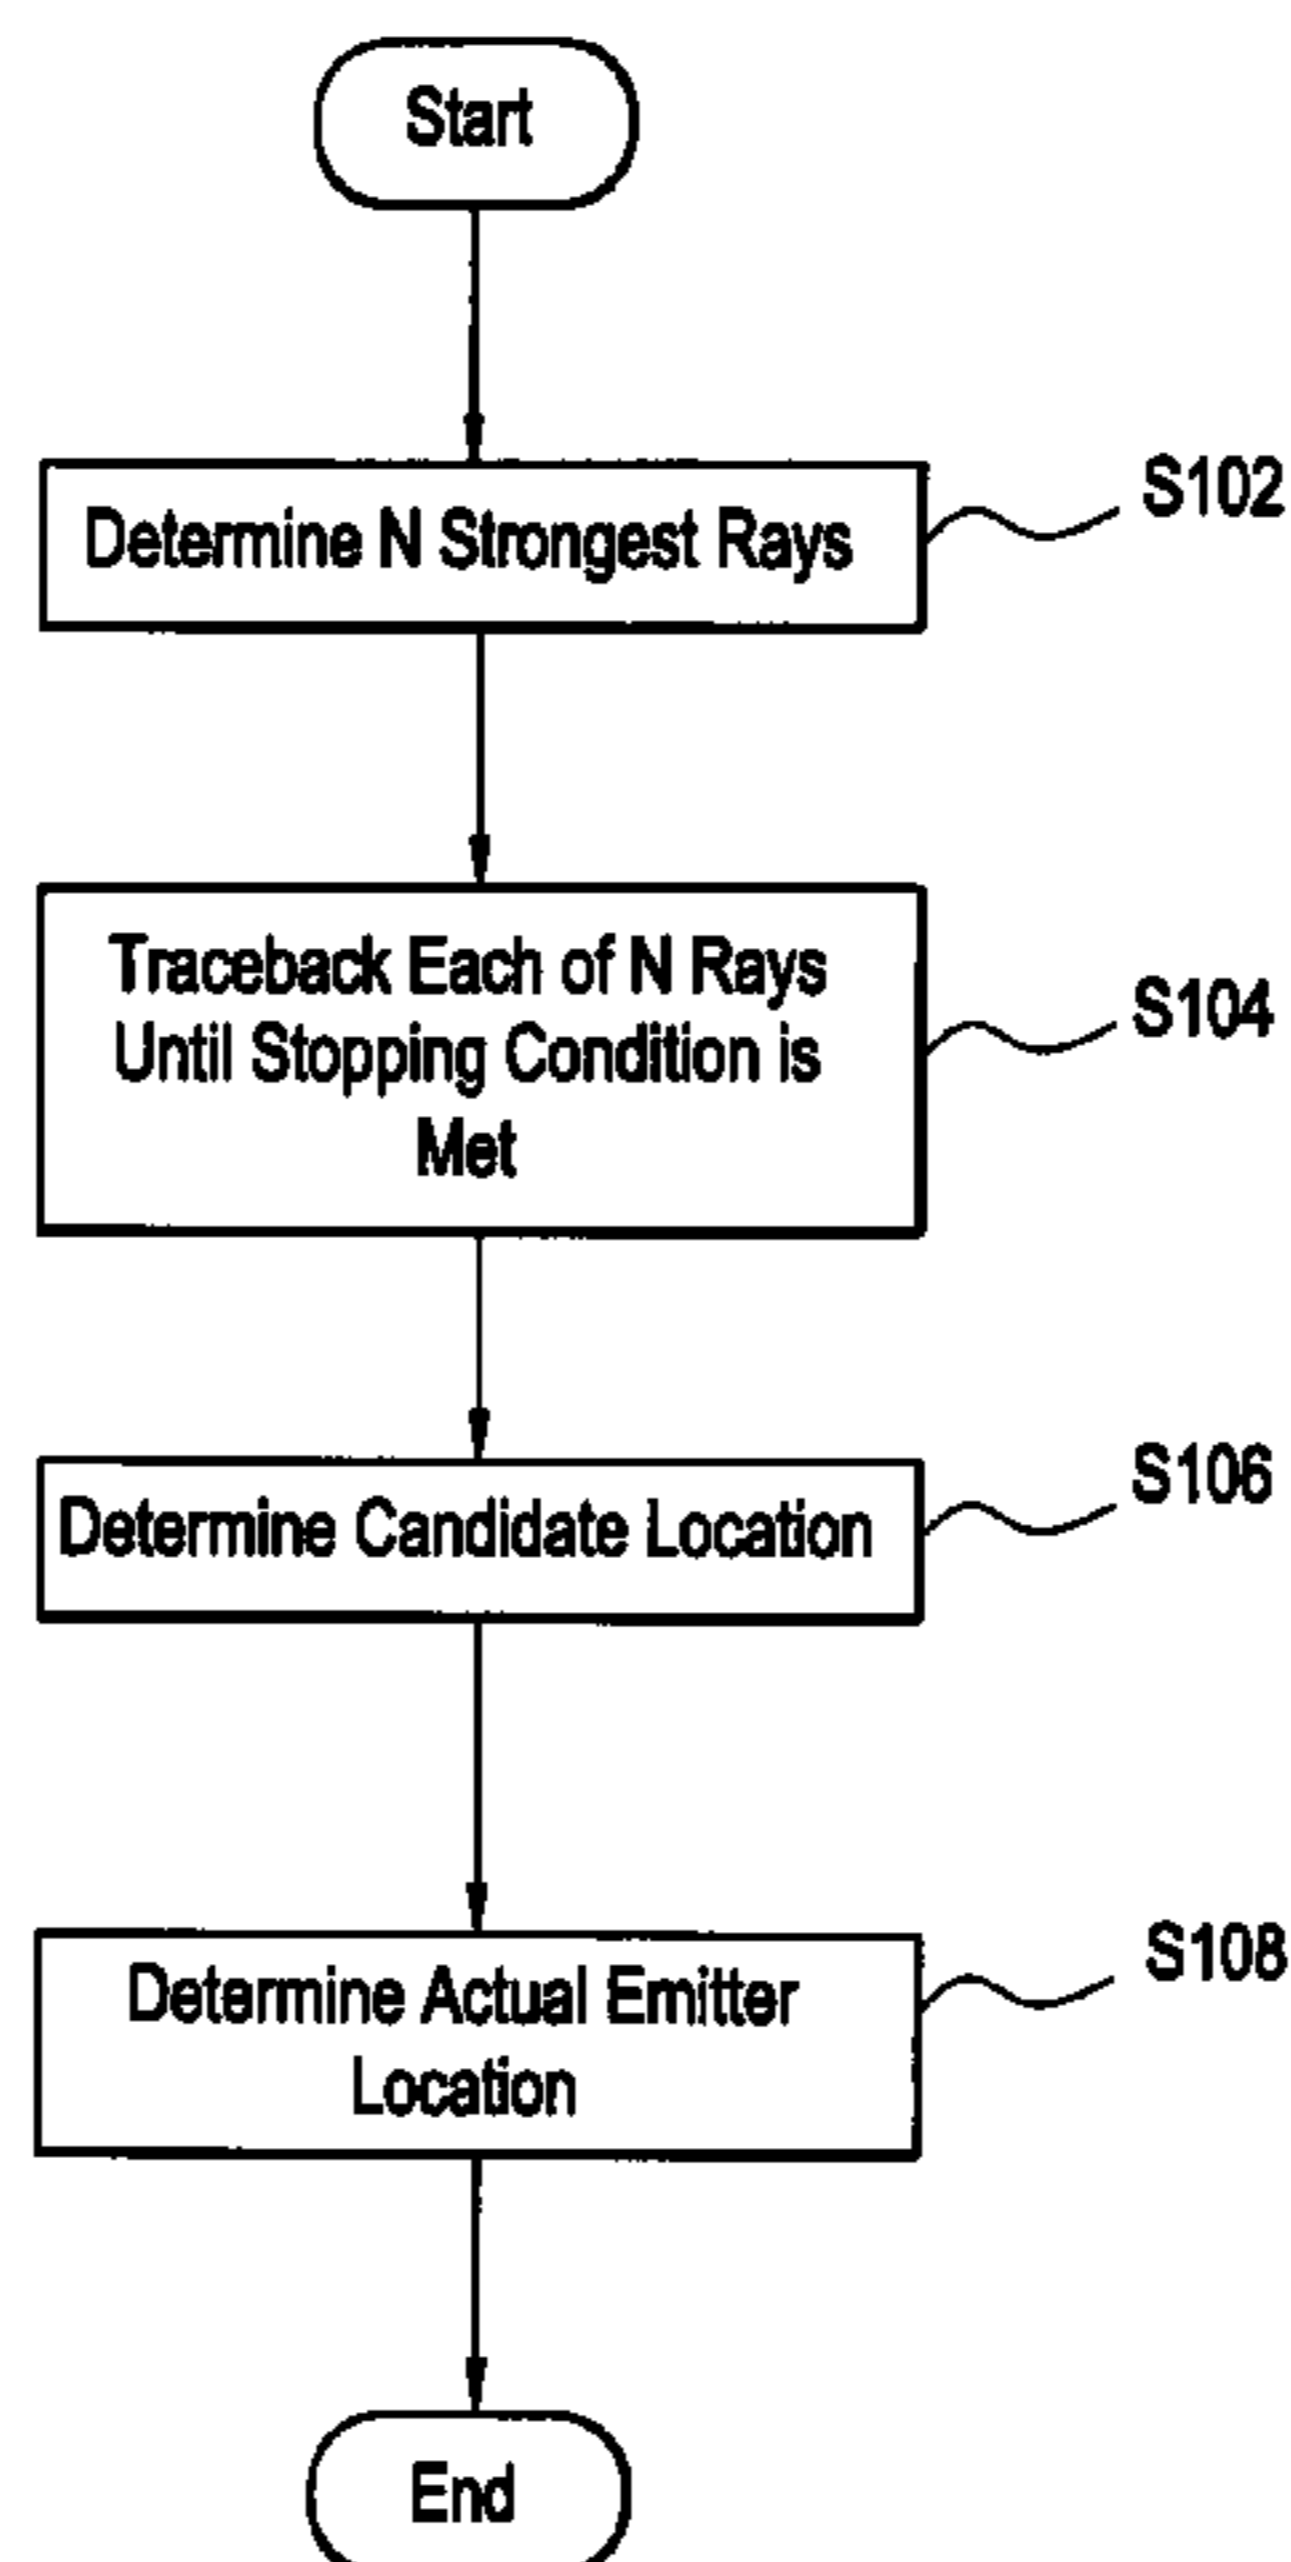 Start
Determine N Strongest Rays
S102
Traceback Each of N Rays
Until Stopping Condition is
Met
S104
Determine Candidate Location
S106
Determine Actual Emitter
Location
S108
End